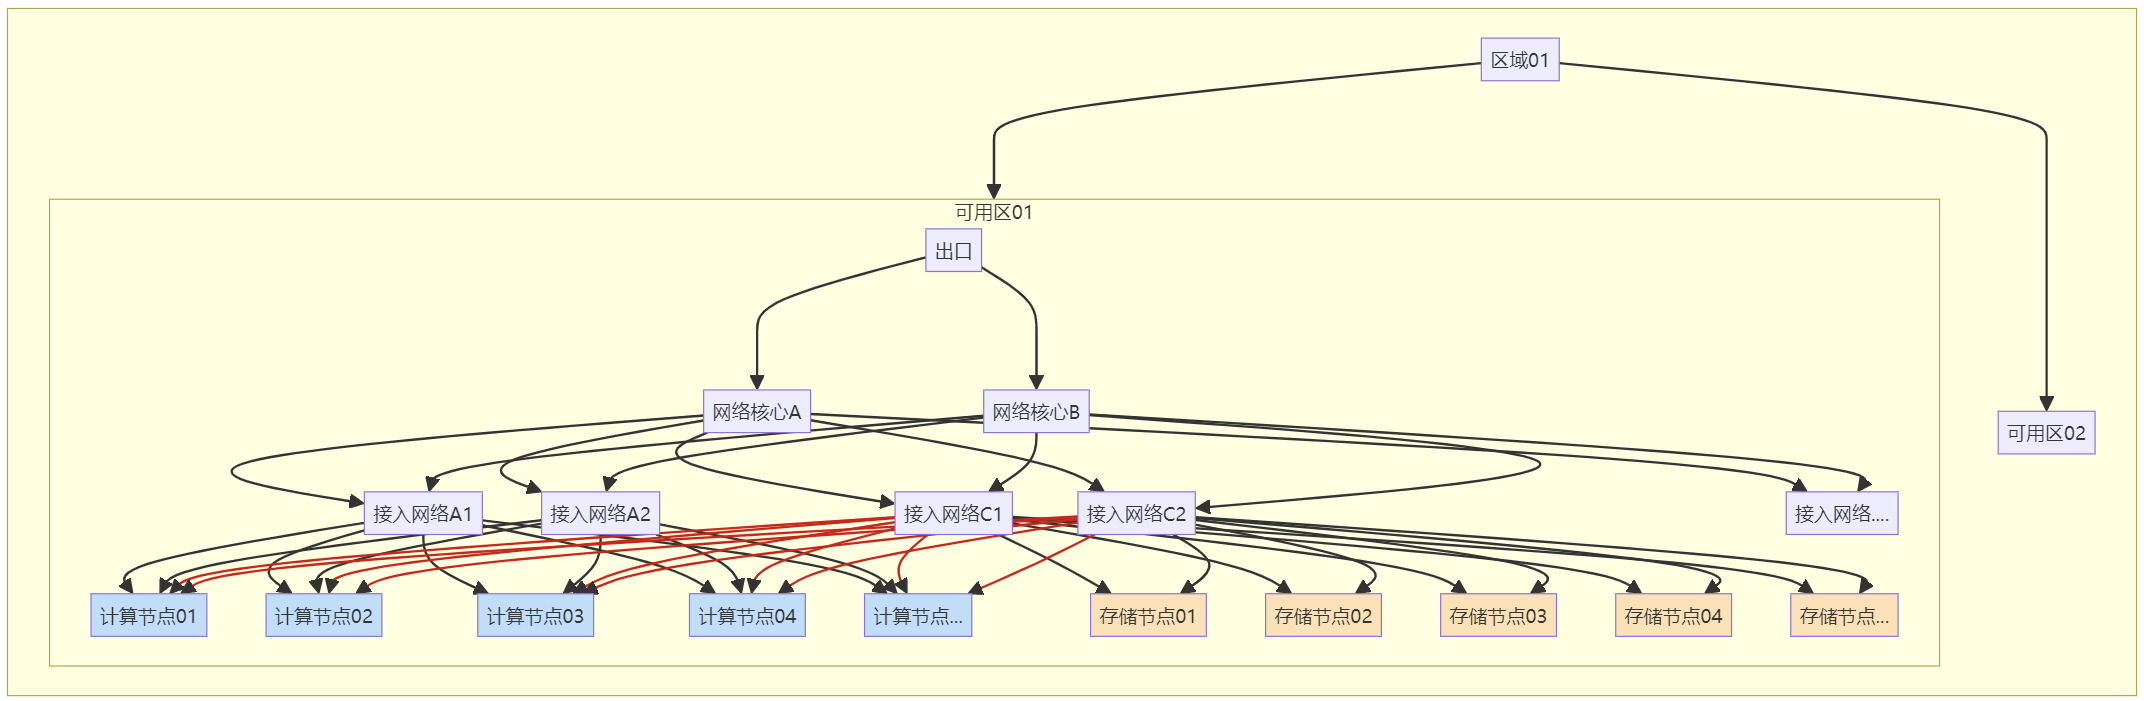 区域01
可用区01
出口
网络核心A
网络核心B
可用区02
接入网络A1
接入网络A2
接入网络C1
接入网络C2
接入网络....
计算节点01
计算节点02
计算节点03
计算节点04
计算节点...
存储节点01
存储节点02
存储节点03
存储节点04
存储节点...